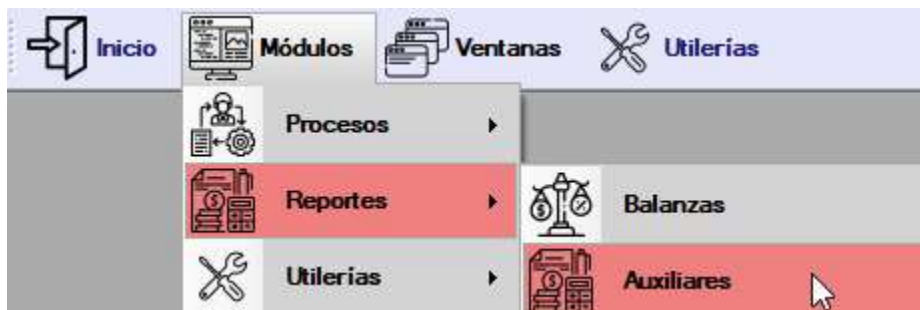 Inicio Módulos Ventanas Utilerías
Procesos
Reportes
Balanzas
Utilerías
Auxiliares